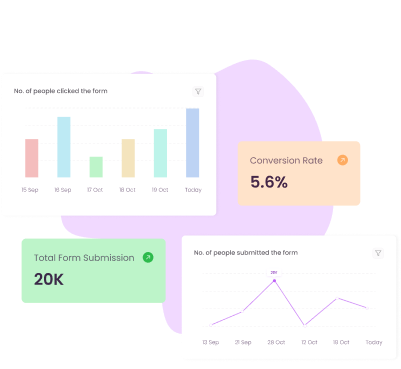 No. of people clicked the form
15 Sep 16 Sep 17 Oct 18 Oct 19 Oct Today
Conversion Rate
5.6%
Total Form Submission
20K
No. of people submitted the form
12 Sep 21 Sep 28 Oct 12 Oct 16 Oct Today